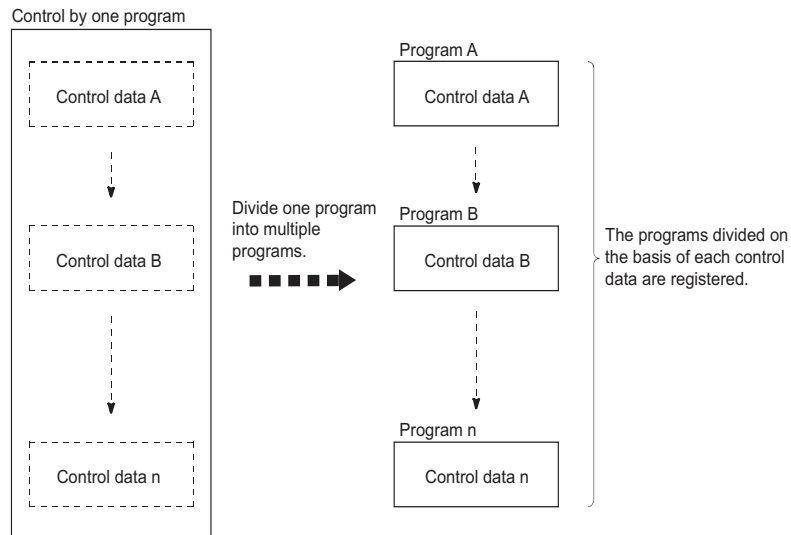 Control by one program
Control data A
Control data B
Control data n
Divide one program
into multiple
programs.
Program A
Control data A
Program B
Control data B
Program n
Control data n
The programs divided on
the basis of each control
data are registered.